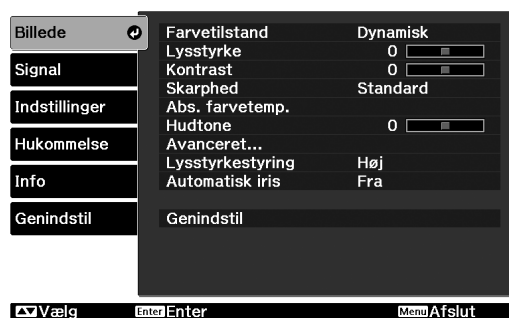 Billede
Signal
Indstillinger
Hukommelse
Info
Genindstil
Farvetilstand Dynamisk
Lysstyrke 0
Kontrast 0
Skarphed Standard
Abs. farvetemp.
Hudtone 0
Avanceret...
Lysstyrkestyring Høj
Automatisk iris Fra
Genindstil
Vælg Enter Enter Menu Afslut